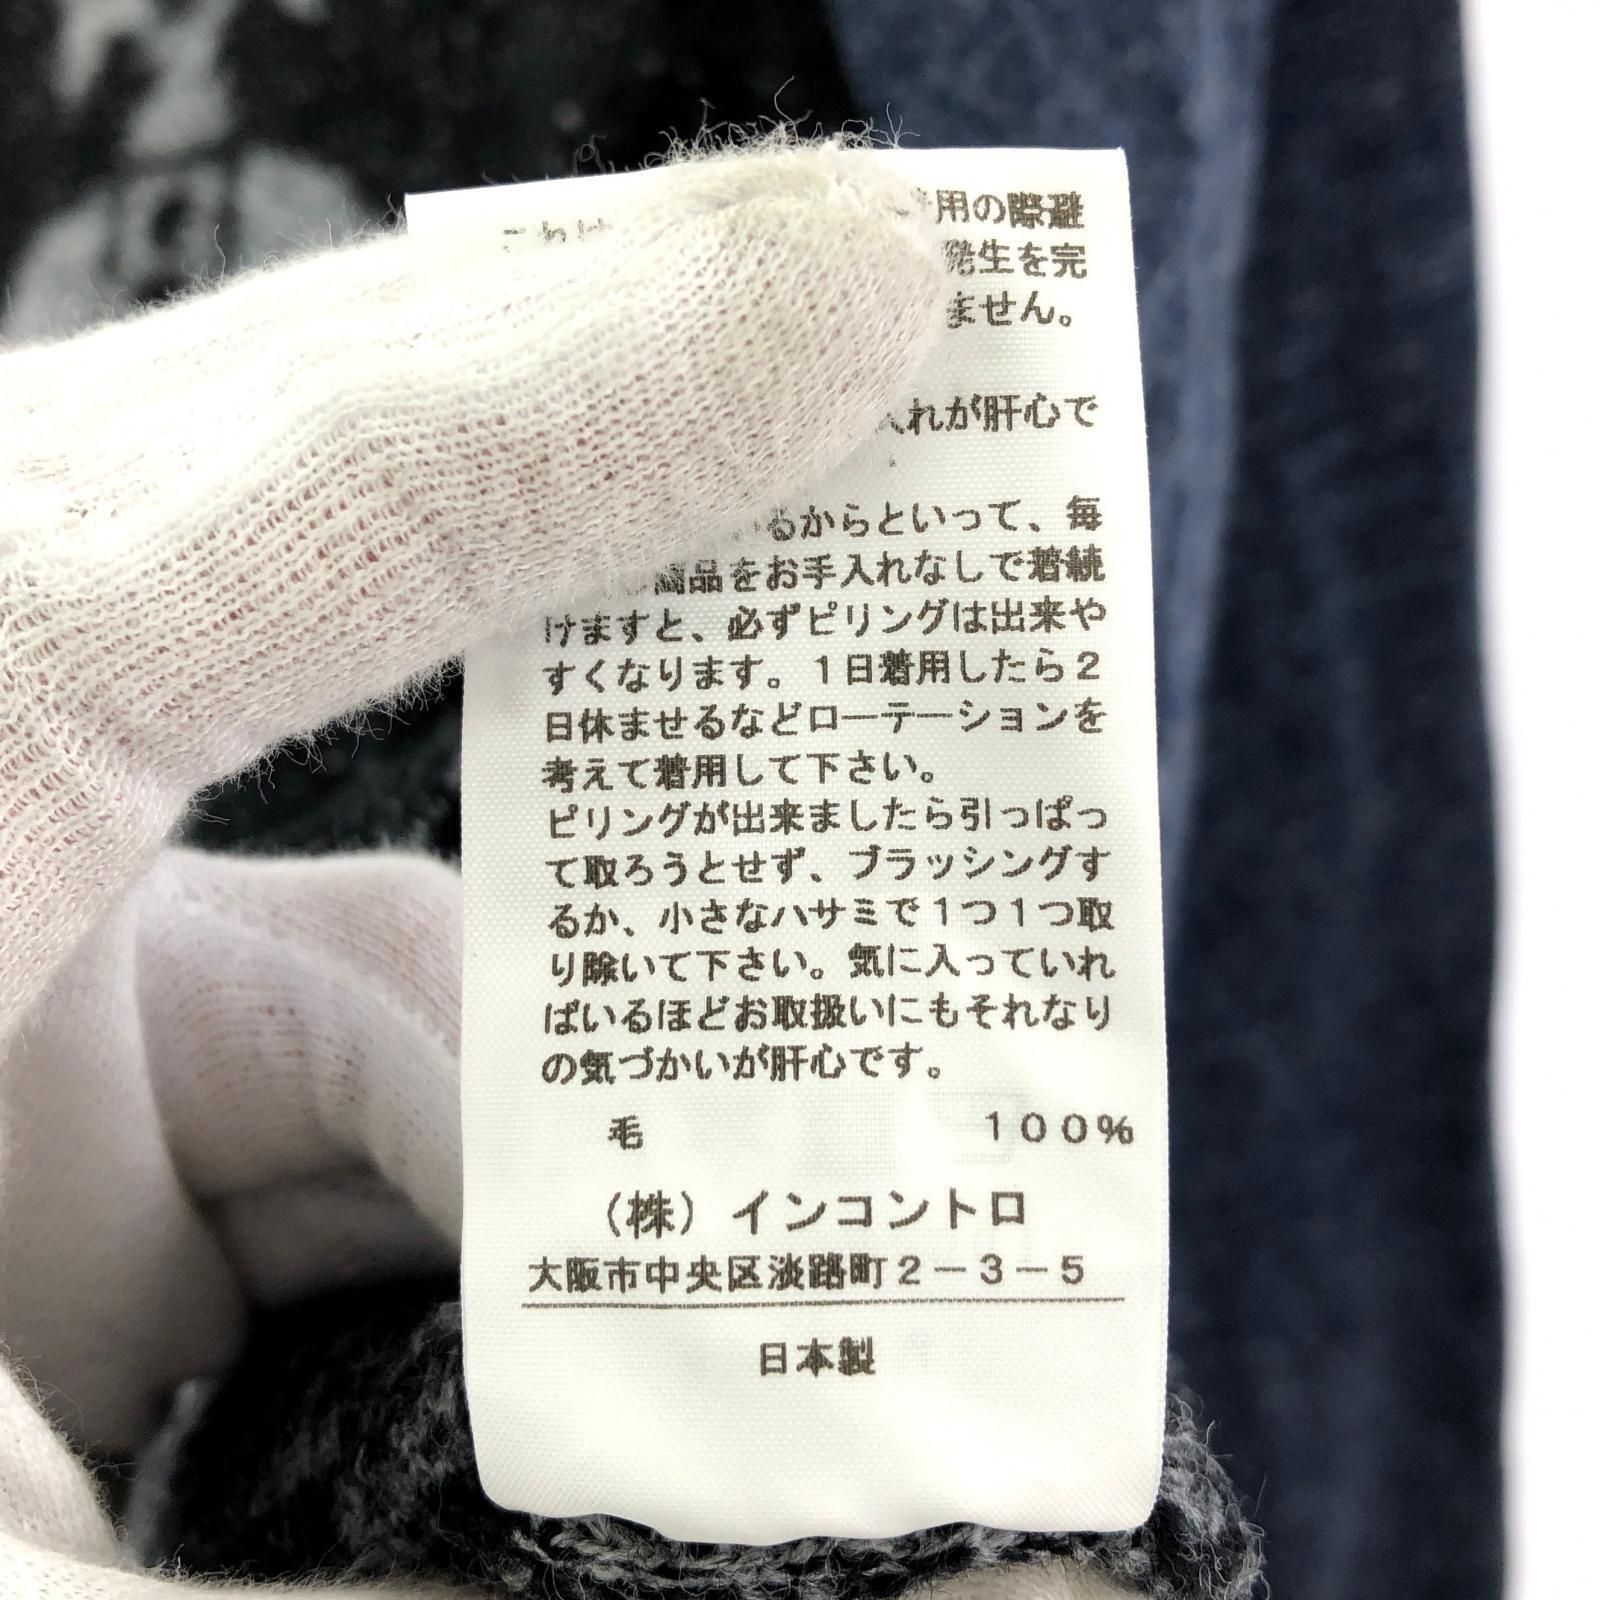 これは
用の際避
発生を完
ません。
入れが肝心で
いるからといって、毎
商品をお手入れなしで着続
けますと、必ずピリングは出来や
すくなります。1日着用したら2
日休ませるなどローテーションを
考えて着用して下さい。
ピリングが出来ましたら引っぱっ
て取ろうとせず、ブラッシングす
るか、小さなハサミで1つ1つ取
り除いて下さい。気に入っていれ
ばいるほどお取扱いにもそれなり
の気づかいが肝心です。
毛 100%
(株)インコントロ
大阪市中央区淡路町2-3-5
日本製